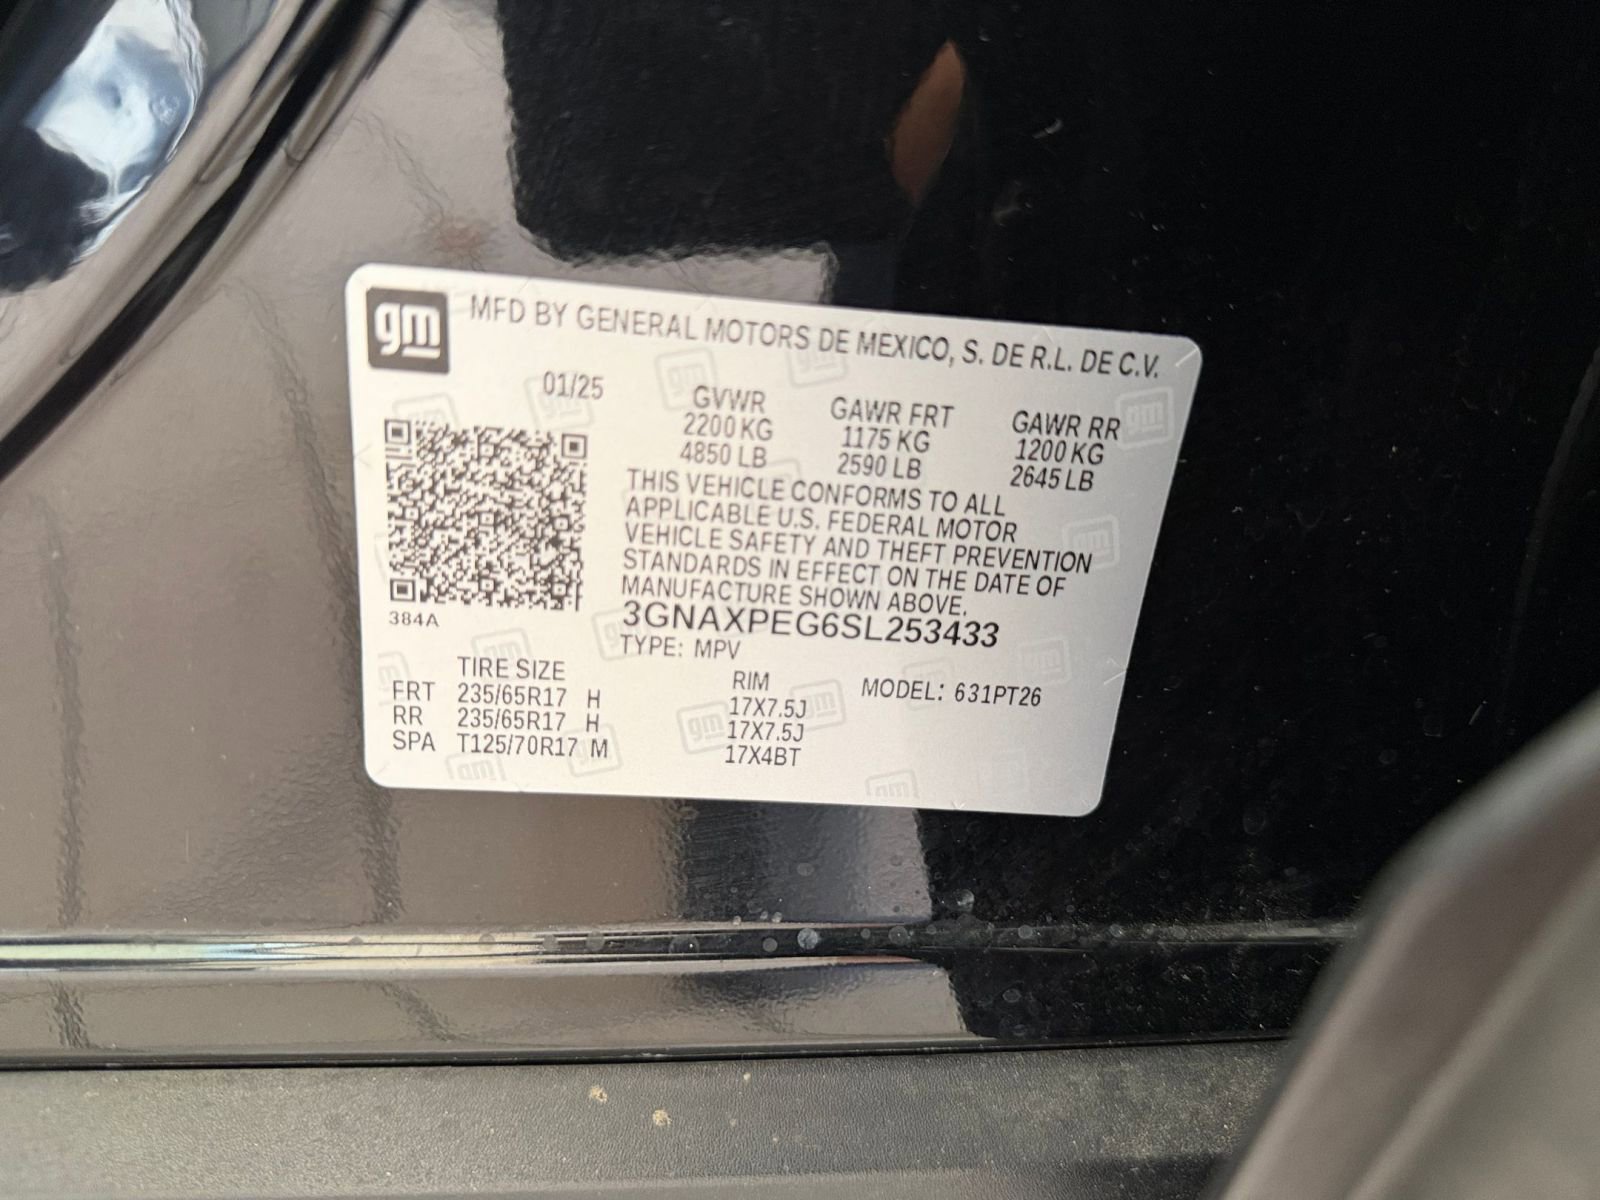 gm MFD BY GENERAL MOTORS DE MEXICO, S. DE R.L. DE C.V.
01/25
GVWR GAWR FRT GAWR RR
2200 KG 1175 KG 1200 KG
4850 LB 2590 LB 2645 LB
THIS VEHICLE CONFORMS TO ALL
APPLICABLE U.S. FEDERAL MOTOR
VEHICLE SAFETY AND THEFT PREVENTION
STANDARDS IN EFFECT ON THE DATE OF
MANUFACTURE SHOWN ABOVE.
384A
3GNAXPEG6SL253433
TYPE: MPV
TIRE SIZE RIM MODEL: 631PT26
FRT 235/65R17 H 17X7.5J
RR 235/65R17 H 17X7.5J
SPA T125/70R17 M 17X4BT